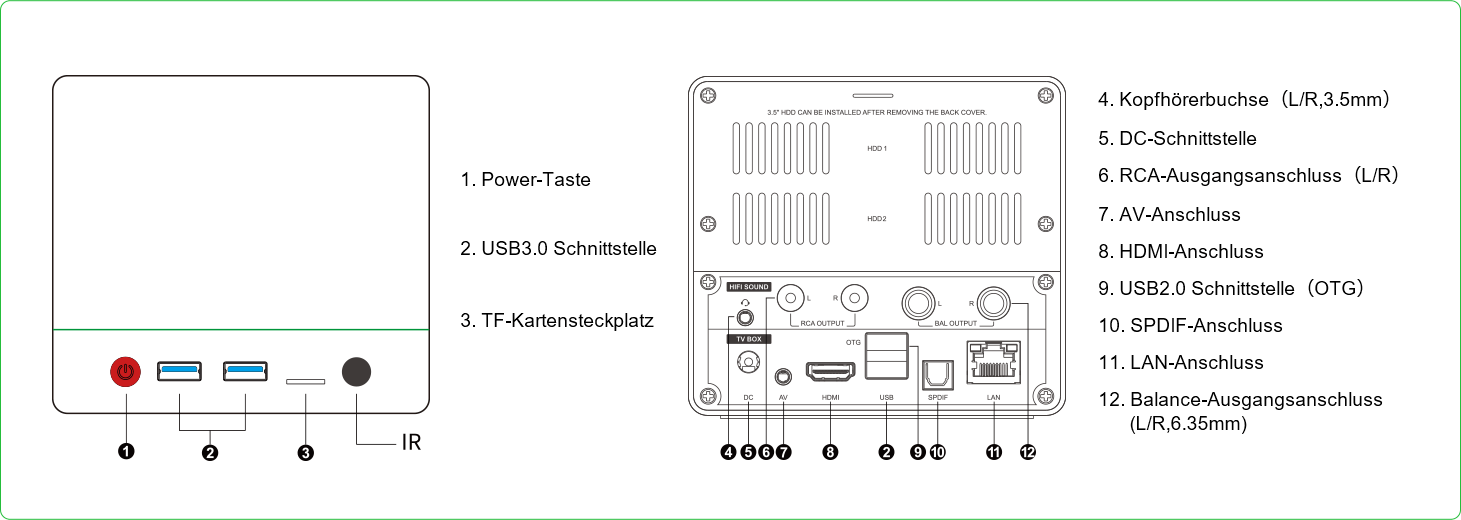 1. Power-Taste
2. USB3.0 Schnittstelle
3. TF-Kartensteckplatz
IR
1
2
3
3.5" HDD CAN BE INSTALLED AFTER REMOVING THE BACK COVER.
HDD 1
HDD 2
HIFI SOUND
L
R
RCA OUTPUT
L
R
BAL OUTPUT
TV BOX
OTG
DC
AV
HDMI
USB
SPDIF
LAN
4 5 6 7 8 2 9 10 11 12
4. Kopfhörerbuchse（L/R,3.5mm）
5. DC-Schnittstelle
6. RCA-Ausgangsanschluss（L/R）
7. AV-Anschluss
8. HDMI-Anschluss
9. USB2.0 Schnittstelle（OTG）
10. SPDIF-Anschluss
11. LAN-Anschluss
12. Balance-Ausgangsanschluss
(L/R,6.35mm)